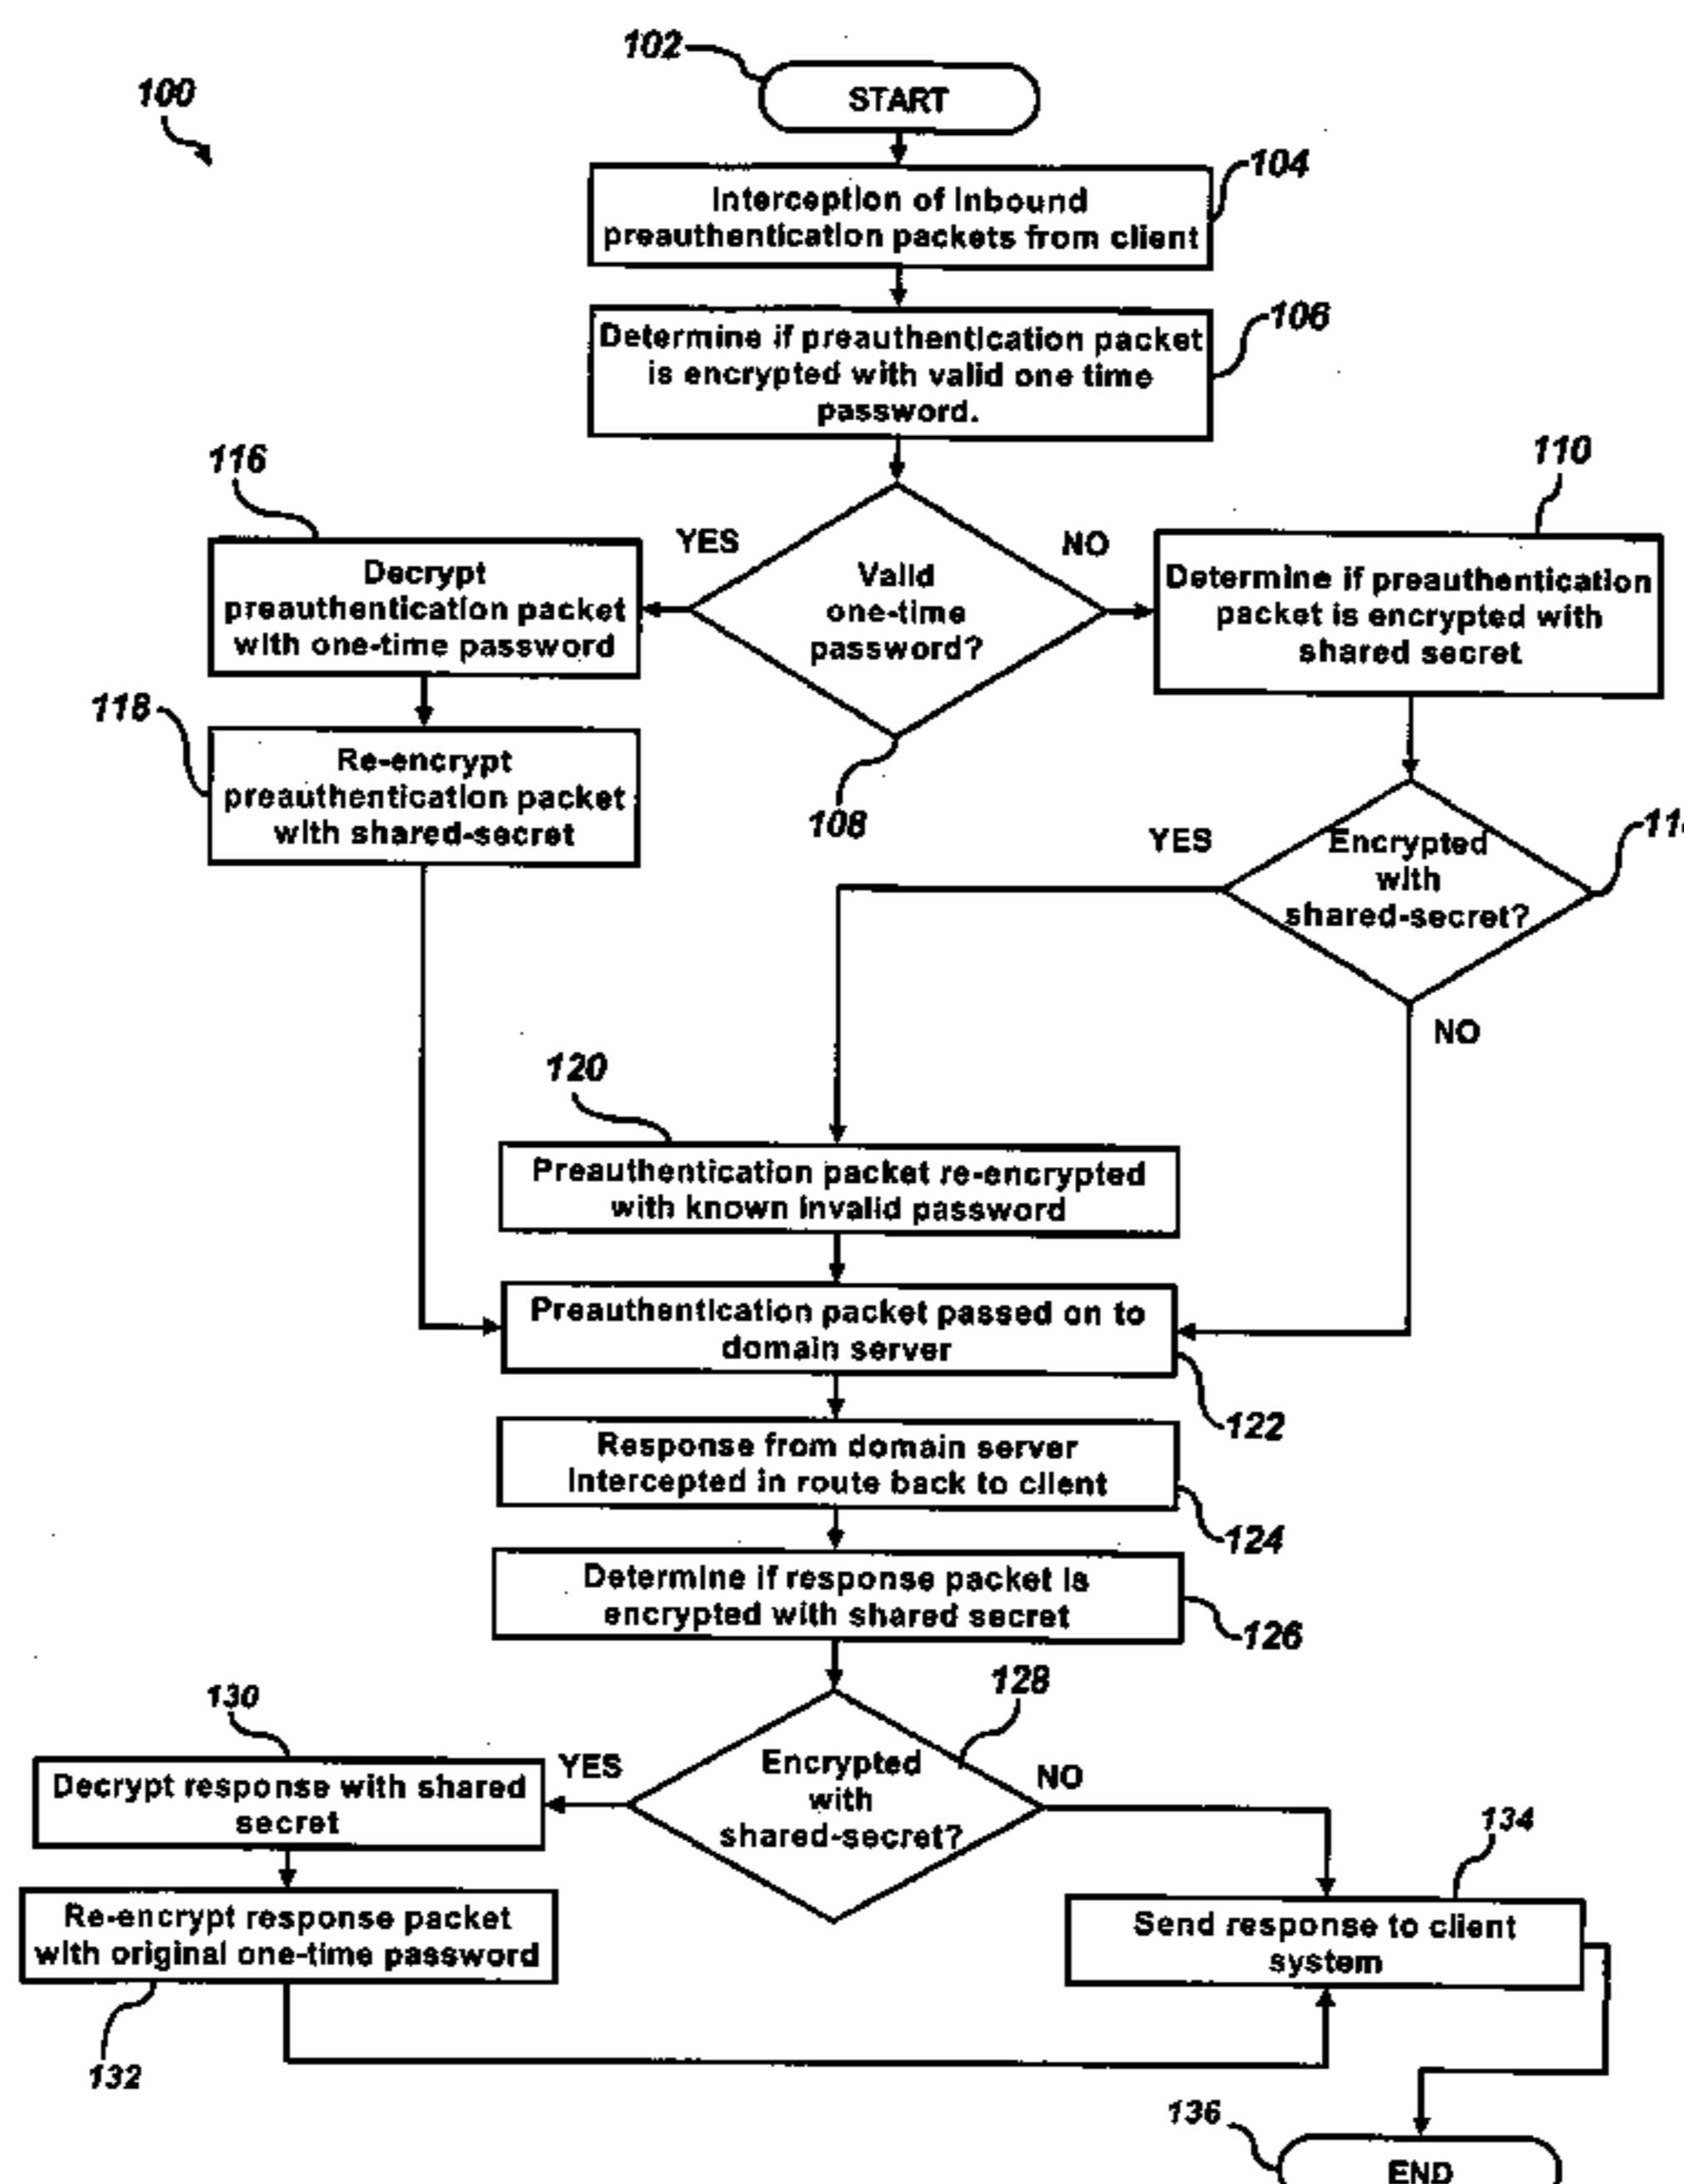 102
START
100
104
Interception of inbound
preauthentication packets from client
106
Determine if preauthentication packet
is encrypted with valid one time
password.
116
110
YES
NO
Decrypt
preauthentication packet
with one-time password
Valid
one-time
password?
Determine if preauthentication
packet is encrypted with
shared secret
118
Re-encrypt
preauthentication packet
with shared-secret
108
YES
Encrypted
with
shared-secret?
NO
120
Preauthentication packet re-encrypted
with known invalid password
Preauthentication packet passed on to
domain server
122
Response from domain server
intercepted in route back to client
124
Determine if response packet is
encrypted with shared secret
126
128
130
YES
Encrypted
with
shared-secret?
NO
Decrypt response with shared
secret
134
Re-encrypt response packet
with original one-time password
Send response to client
system
132
136
END